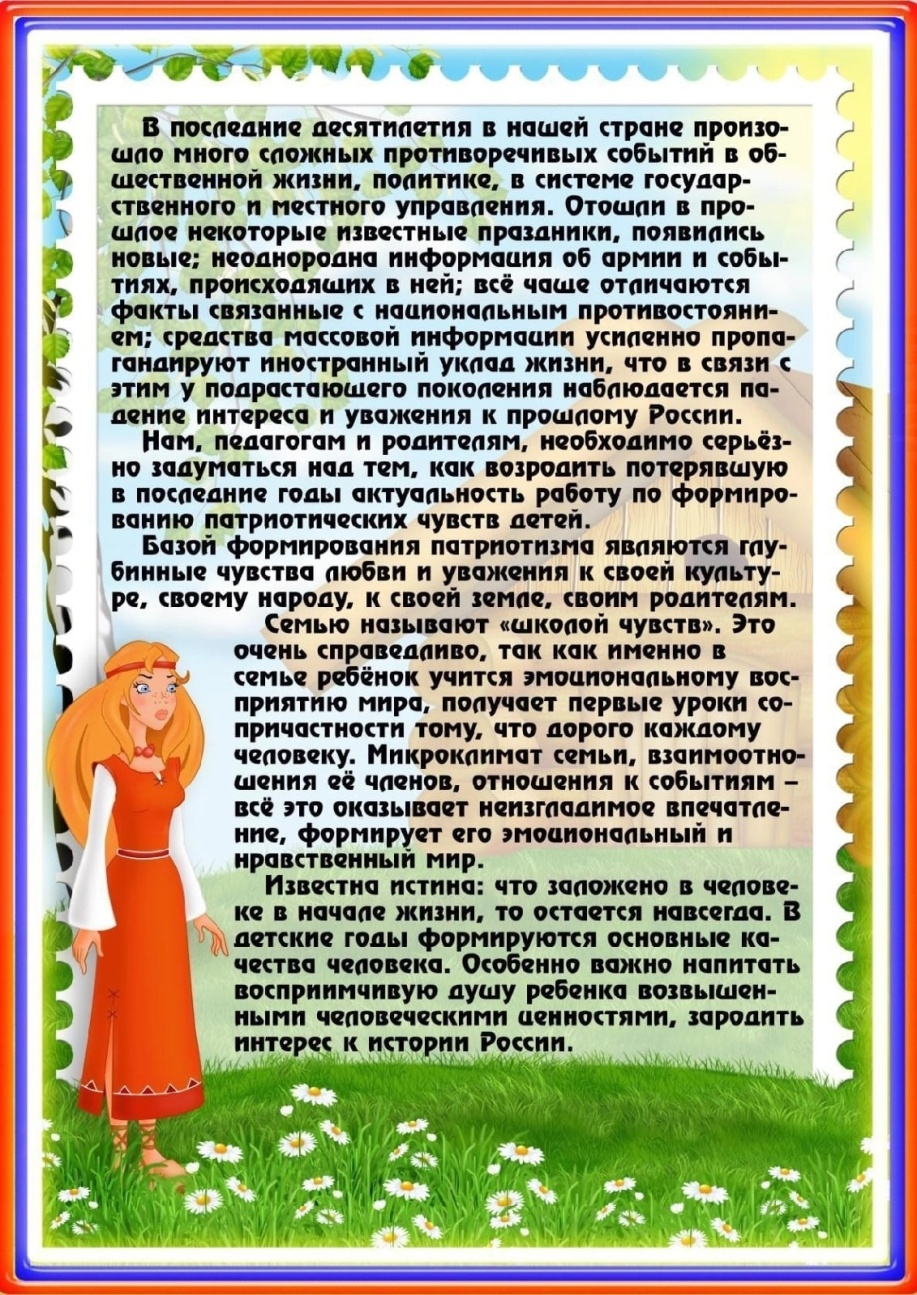 В последние десятилетия в нашей стране произо-
шло много сложных противоречивых событий в об-
щественной жизни, политике, в системе государ-
ственного и местного управления. Отошли в про-
шлое некоторые известные праздники, появились
новые; неоднородна информация об армии и собы-
тиях, происходящих в ней; всё чаще отличаются
факты связанные с национальным противостояни-
ем; средства массовой информации усиленно пропа-
гандируют иностранный уклад жизни, что в связи с
этим у подрастающего поколения наблюдается па-
дение интереса и уважения к прошлому России.
Нам, педагогам и родителям, необходимо серьёз-
но задуматься над тем, как возродить потерявшую
в последние годы актуальность работу по формиро-
ванию патриотических чувств детей.
Базой формирования патриотизма являются глу-
бинные чувства любви и уважения к своей культу-
ре, своему народу, к своей земле, своим родителям.
Семью называют «школой чувств». Это
очень справедливо, так как именно в
семье ребёнок учится эмоциональному вос-
приятию мира, получает первые уроки со-
причастности тому, что дорого каждому
человеку. Микроклимат семьи, взаимоотно-
шения её членов, отношения к событиям –
всё это оказывает неизгладимое впечатле-
ние, формирует его эмоциональный и
нравственный мир.
Известна истина: что заложено в челове-
ке в начале жизни, то остается навсегда. В
детские годы формируются основные ка-
чества человека. Особенно важно напитать
восприимчивую душу ребенка возвышен-
ными человеческими ценностями, зародить
интерес к истории России.